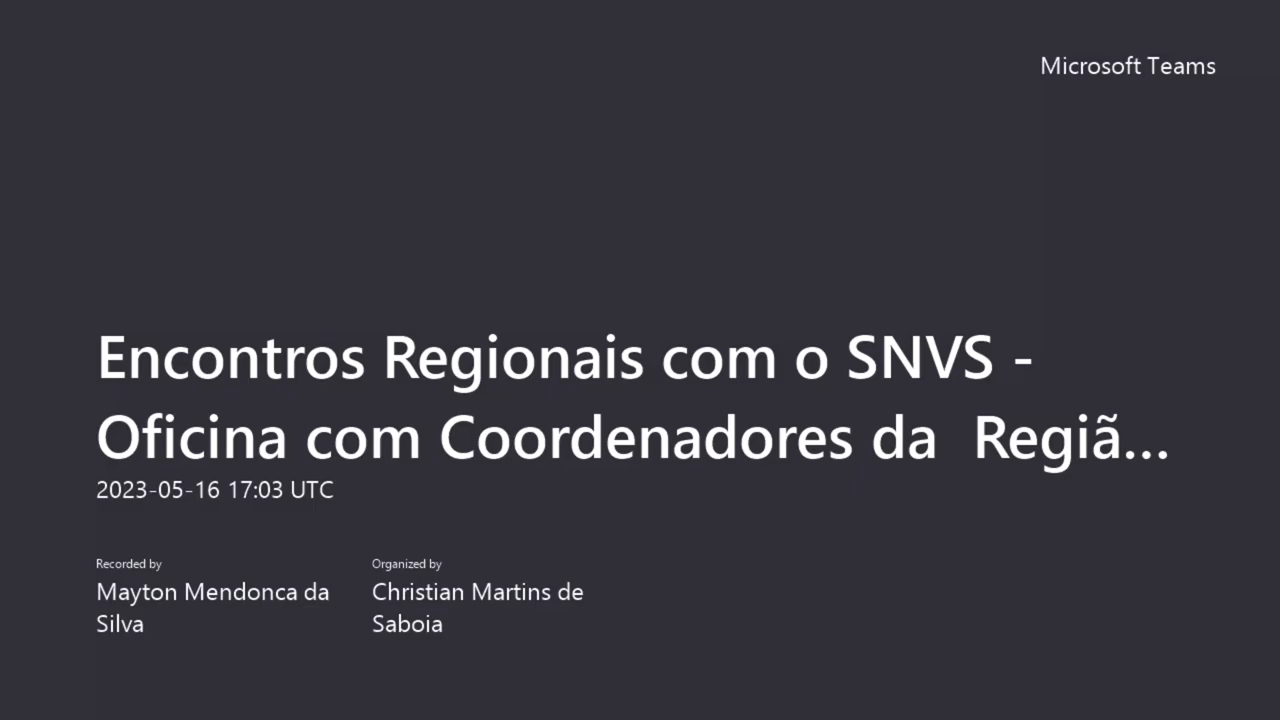 Microsoft Teams
Encontros Regionais com o SNVS -
Oficina com Coordenadores da  Regiã...
2023-05-16 17:03 UTC
Recorded by
Mayton Mendonca da
Silva
Organized by
Christian Martins de
Saboia